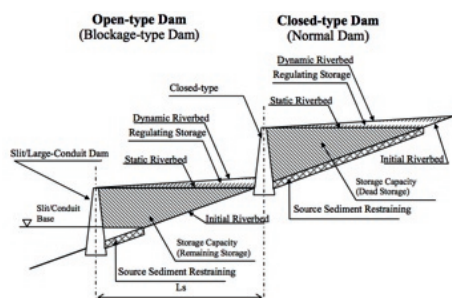 Open-type Dam
(Blockage-type Dam)
Closed-type Dam
(Normal Dam)
Dynamic Riverbed
Regulating Storage
Closed-type
Static Riverbed
Dynamic Riverbed
Regulating Storage
Slit/Large-Conduit Dam
Static Riverbed
Initial Riverbed
Storage Capacity
(Dead Storage)
Slit/Conduit
Base
Initial Riverbed
Source Sediment Restraining
Storage Capacity
(Remaining Storage)
Source Sediment Restraining
Ls